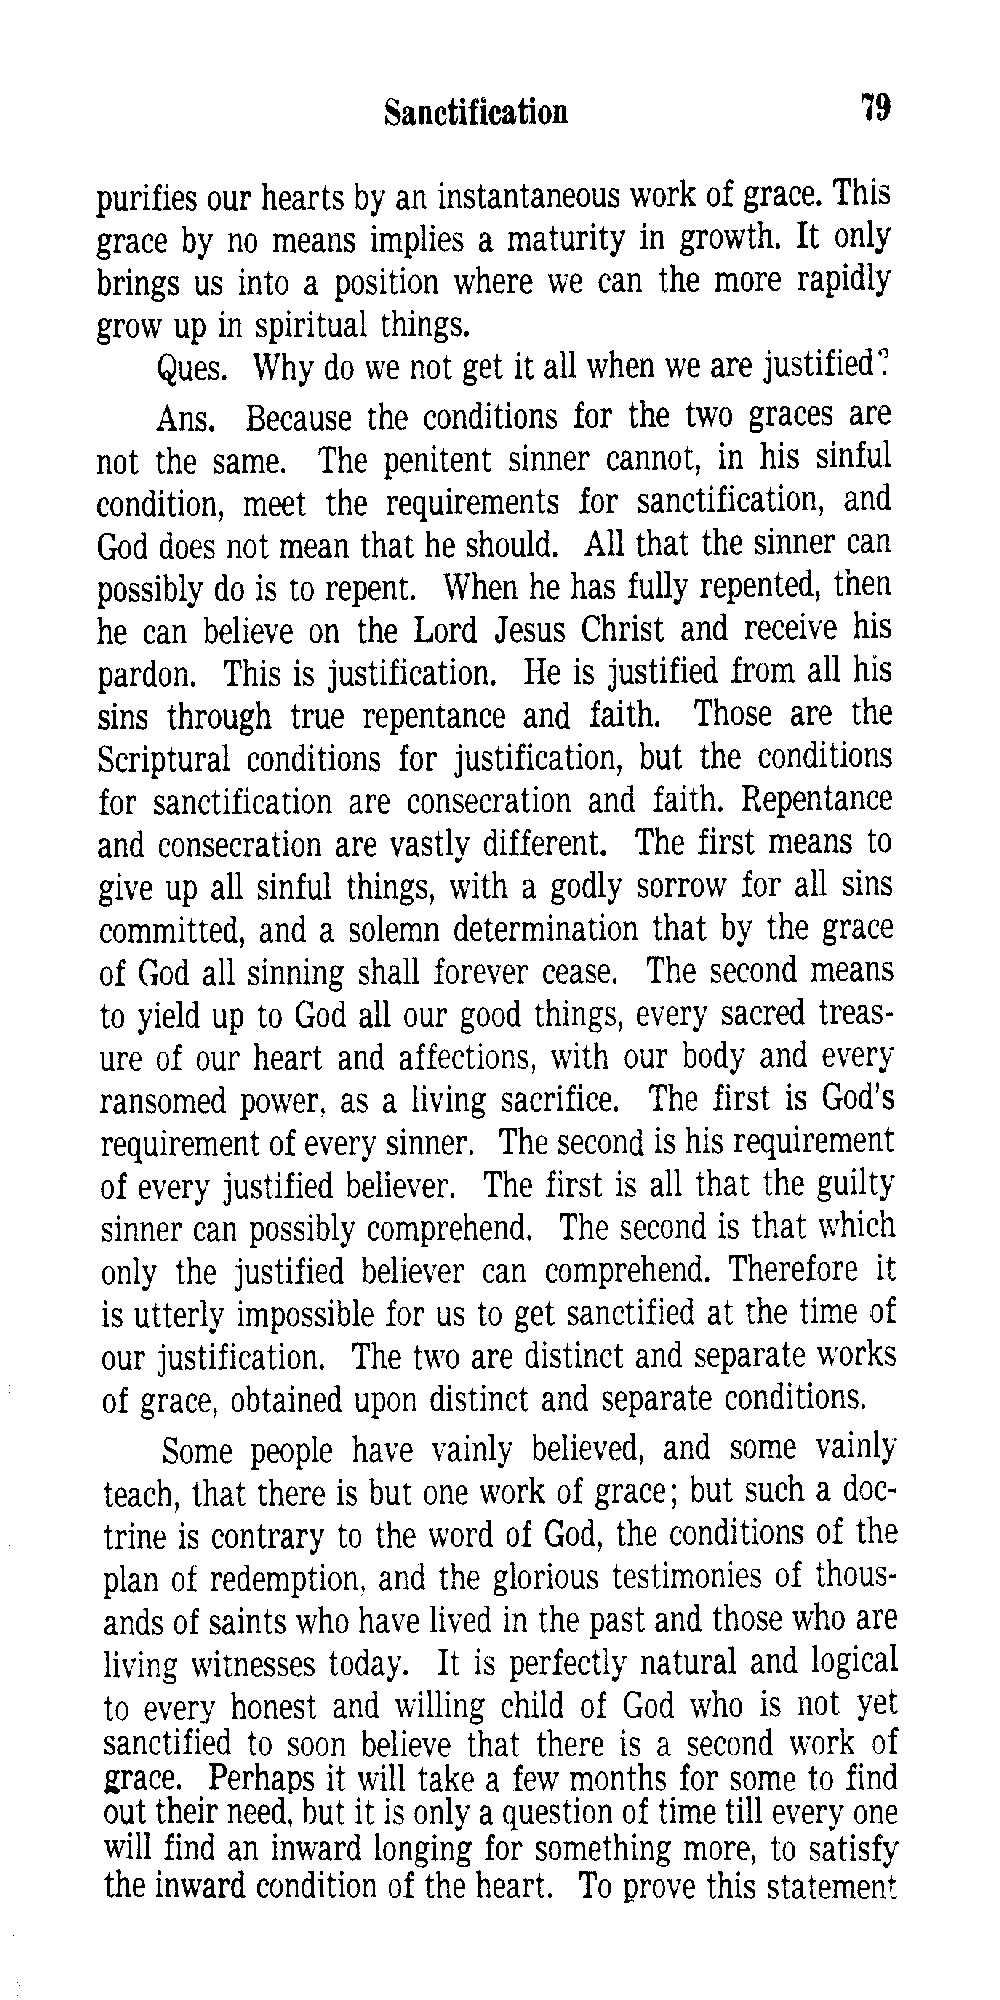 Sanctification 79
purifies our hearts by an instantaneous work of grace. This
grace by no means implies a maturity in growth. It only
brings us into a position where we can the more rapidly
grow up in spiritual things.
Ques. Why do we not get it all when we are justified?
Ans. Because the conditions for the two graces are
not the same. The penitent sinner cannot, in his sinful
condition, meet the requirements for sanctification, and
God does not mean that he should. All that the sinner can
possibly do is to repent. When he has fully repented, then
he can believe on the Lord Jesus Christ and receive his
pardon. This is justification. He is justified from all his
sins through true repentance and faith. Those are the
Scriptural conditions for justification, but the conditions
for sanctification are consecration and faith. Repentance
and consecration are vastly different. The first means to
give up all sinful things, with a godly sorrow for all sins
committed, and a solemn determination that by the grace
of God all sinning shall forever cease. The second means
to yield up to God all our good things, every sacred treas-
ure of our heart and affections, with our body and every
ransomed power, as a living sacrifice. The first is God's
requirement of every sinner. The second is his requirement
of every justified believer. The first is all that the guilty
sinner can possibly comprehend. The second is that which
only the justified believer can comprehend. Therefore it
is utterly impossible for us to get sanctified at the time of
our justification. The two are distinct and separate works
of grace, obtained upon distinct and separate conditions.
Some people have vainly believed, and some vainly
teach, that there is but one work of grace; but such a doc-
trine is contrary to the word of God, the conditions of the
plan of redemption, and the glorious testimonies of thous-
ands of saints who have lived in the past and those who are
living witnesses today. It is perfectly natural and logical
to every honest and willing child of God who is not yet
sanctified to soon believe that there is a second work of
grace. Perhaps it will take a few months for some to find
out their need, but it is only a question of time till every one
will find an inward longing for something more, to satisfy
the inward condition of the heart. To prove this statement